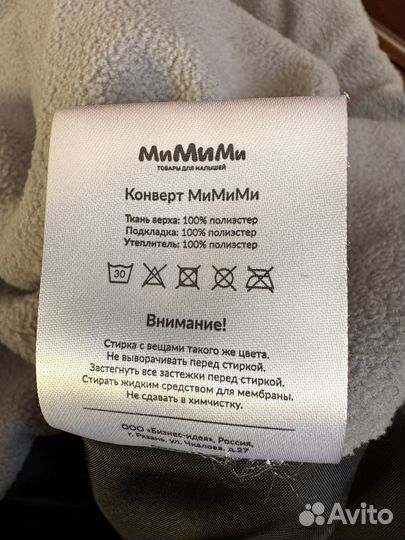 МиМиМи
ТОВАРЫ ДЛЯ МАЛЫШЕЙ
Конверт МиМиМи
Ткань верха: 100% полиэстер
Подкладка: 100% полиэстер
Утеплитель: 100% полиэстер
30
Внимание!
Стирка с вещами такого же цвета.
Не выворачивать перед стиркой.
Застегнуть все застежки перед стиркой.
Стирать жидким средством для мембраны.
Не сдавать в химчистку.
ООО «Бизнес-идея», Россия,
г. Рязань, ул. Чкалова, д.27
Avito